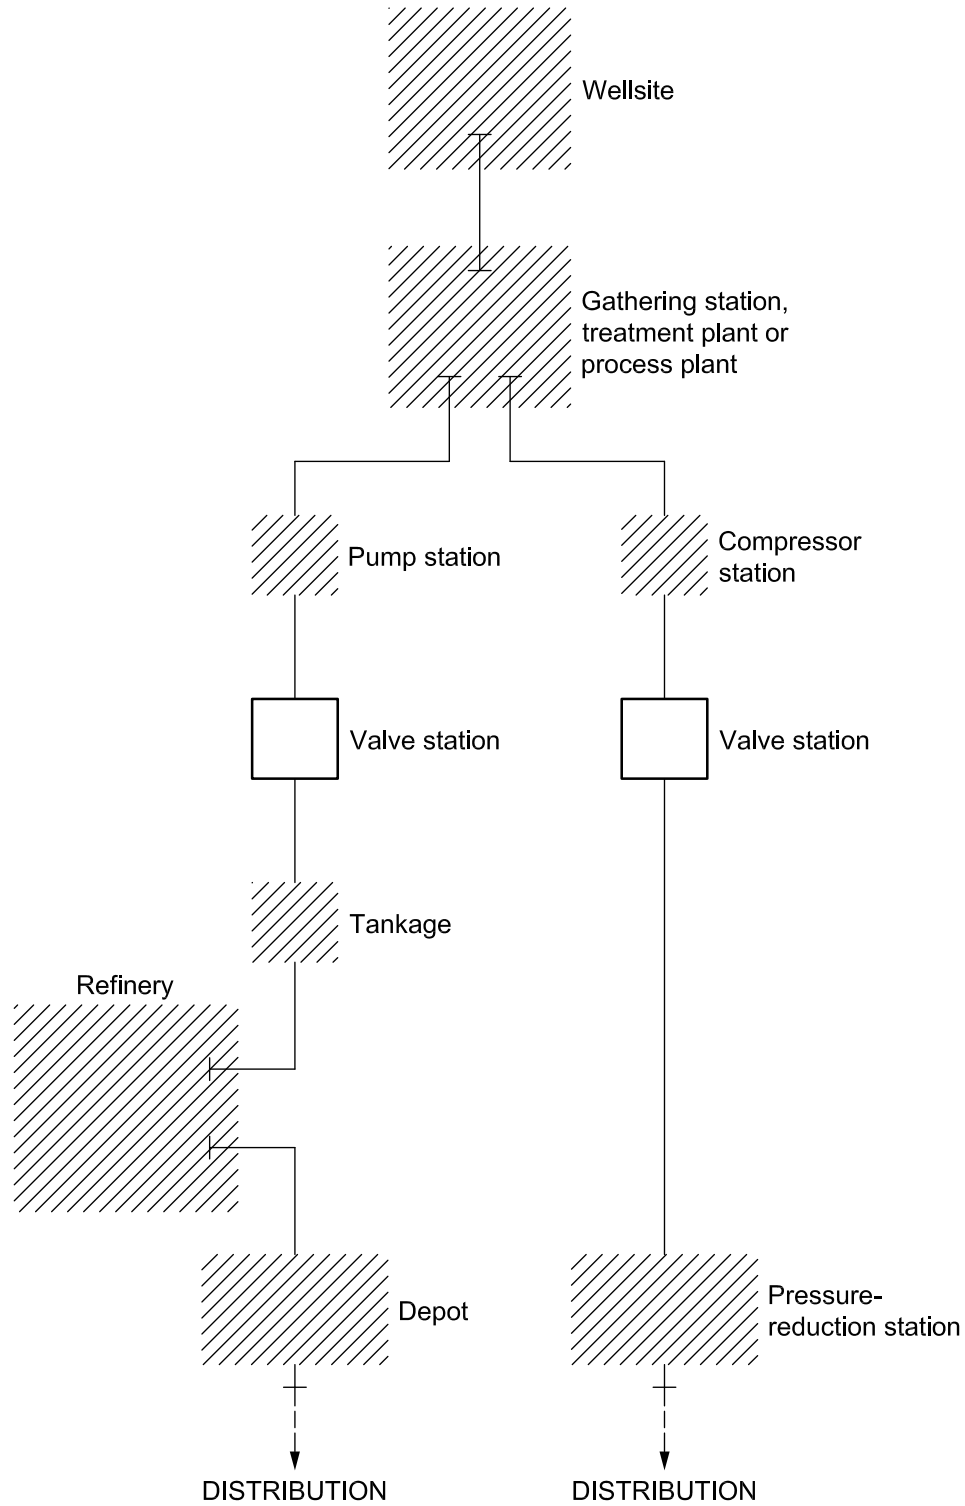 Wellsite
Gathering station,
treatment plant or
process plant
Pump station
Compressor
station
Valve station
Valve station
Tankage
Refinery
Depot
Pressure-
reduction station
DISTRIBUTION
DISTRIBUTION